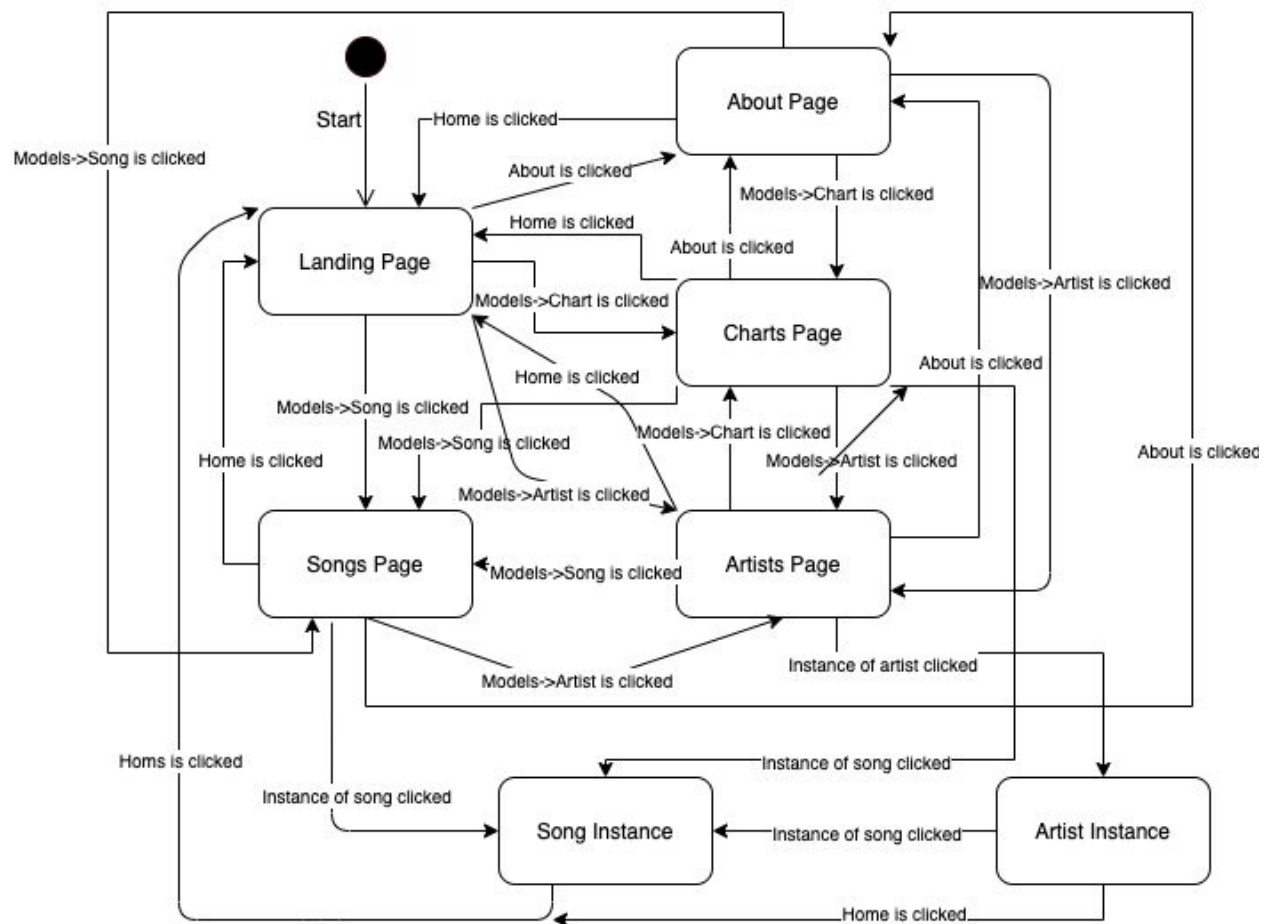 About Page
Start
Home is clicked
Models->Song is clicked
About is clicked
Models->Chart is clicked
Home is clicked
About is clicked
Landing Page
Models->Artist is clicked
Models->Chart is clicked
Charts Page
About is clicked
Home is clicked
Models->Song is clicked
Models->Chart is clicked
Models->Song is clicked
About is clicked
Home is clicked
Models->Artist is clicked
Models->Artist is clicked
Songs Page
Models->Song is clicked
Artists Page
Instance of artist clicked
Models->Artist is clicked
Homs is clicked
Instance of song clicked
Instance of song clicked
Song Instance
Instance of song clicked
Artist Instance
Home is clicked